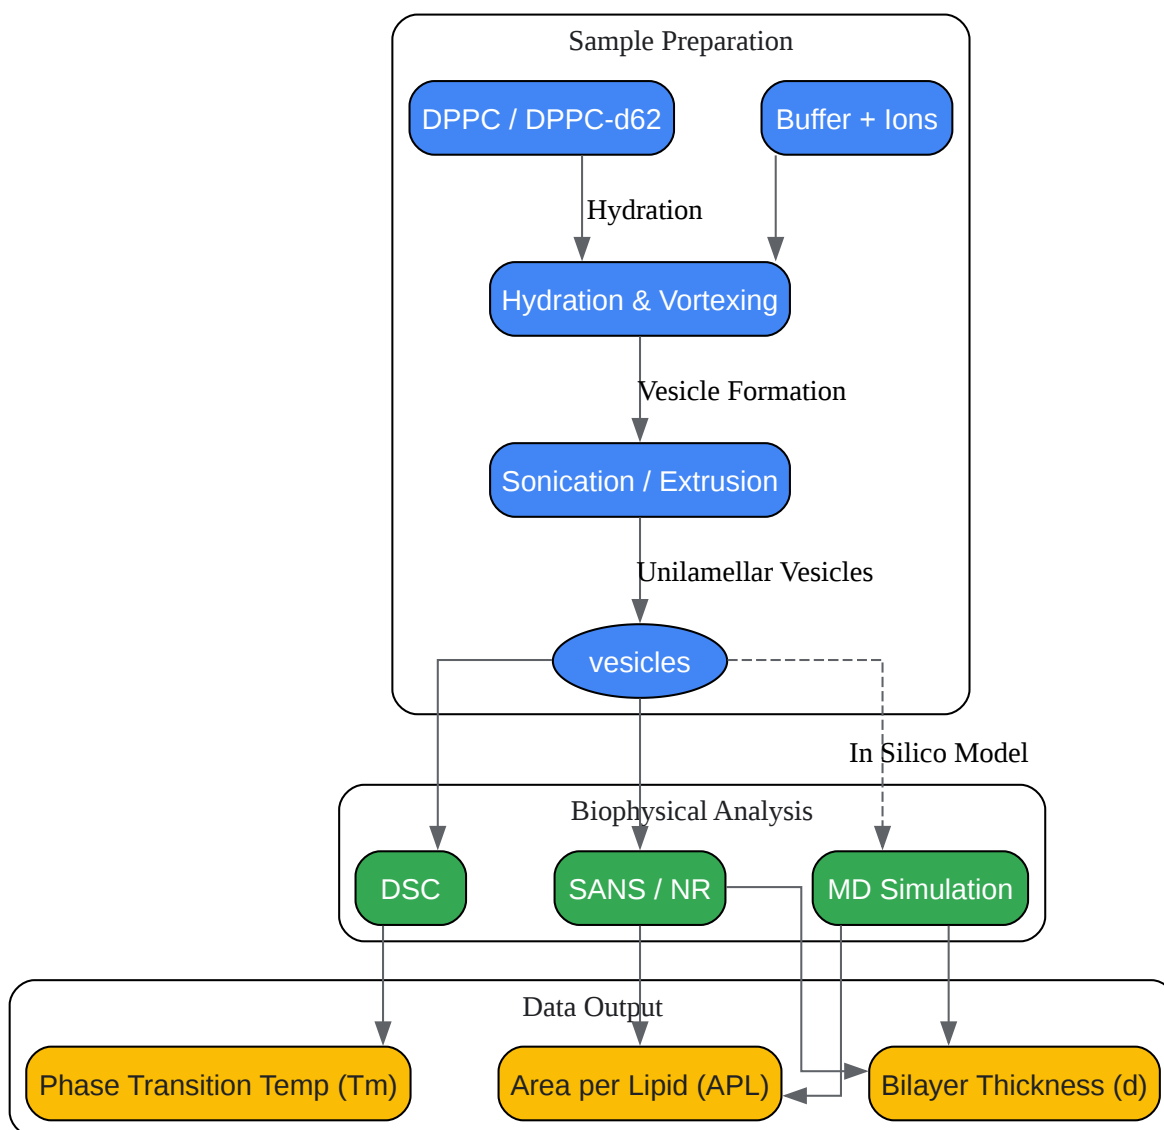 Sample Preparation
DPPC / DPPC-d62
Buffer + Ions
Hydration
Hydration & Vortexing
Vesicle Formation
Sonication / Extrusion
Unilamellar Vesicles
vesicles
In Silico Model
Biophysical Analysis
DSC
SANS / NR
MD Simulation
Data Output
Phase Transition Temp (Tm)
Area per Lipid (APL)
Bilayer Thickness (d)